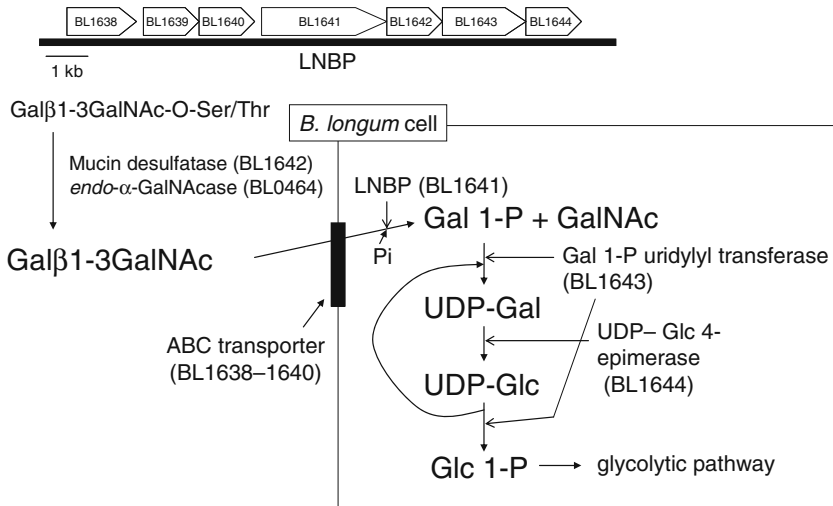 BL1638 BL1639 BL1640 BL1641 BL1642 BL1643 BL1644
1 kb
LNBP
Galβ1-3GalNAc-O-Ser/Thr
B. longum cell
Mucin desulfatase (BL1642)
endo-α-GalNAcase (BL0464)
LNBP (BL1641)
Gal 1-P + GalNAc
Pi
Galβ1-3GalNAc
Gal 1-P uridylyl transferase
(BL1643)
UDP-Gal
ABC transporter
(BL1638–1640)
UDP– Glc 4-
epimerase
(BL1644)
UDP-Glc
Glc 1-P
glycolytic pathway